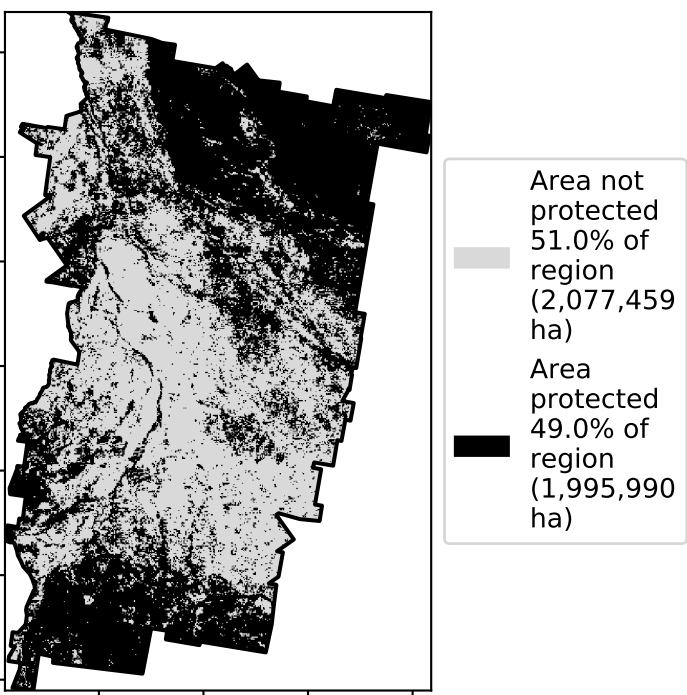 Area not
protected
51.0% of
region
(2,077,459
ha)
Area
protected
49.0% of
region
(1,995,990
ha)